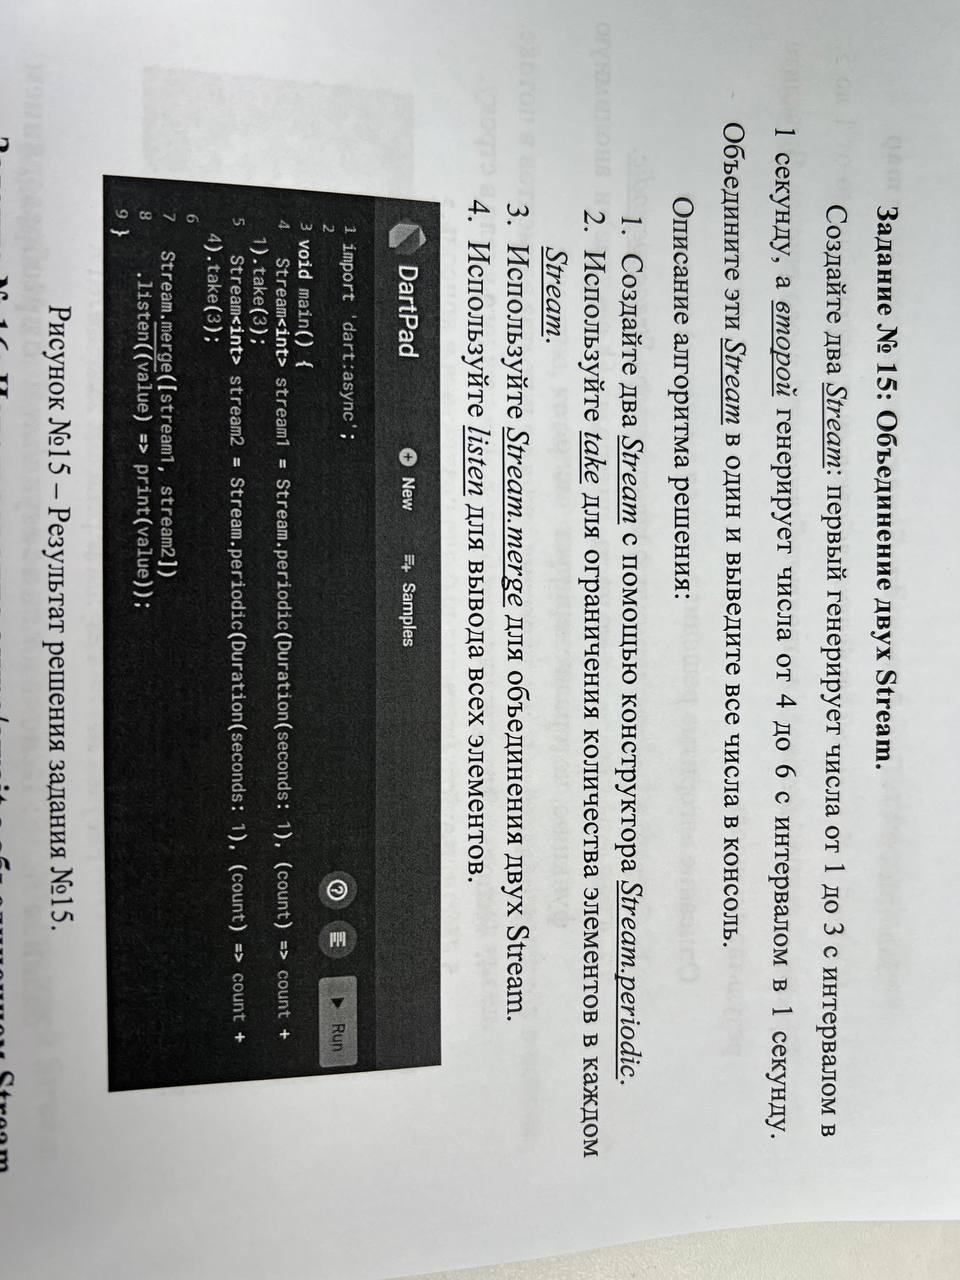 Задание № 15: Объединение двух Stream.
Создайте два Stream: первый генерирует числа от 1 до 3 с интервалом в
1 секунду, а второй генерирует числа от 4 до 6 с интервалом в 1 секунду.
Объедините эти Stream в один и выведите все числа в консоль.
Описание алгоритма решения:
1. Создайте два Stream с помощью конструктора Stream.periodic.
2. Используйте take для ограничения количества элементов в каждом
Stream.
3. Используйте Stream.merge для объединения двух Stream.
4. Используйте listen для вывода всех элементов.
DartPad New Samples
1 import 'dart:async';
Run
2
3 void main() {
4 Stream<int> stream1 = Stream.periodic(Duration(seconds: 1), (count) => count +
1).take(3);
5 Stream<int> stream2 = Stream.periodic(Duration(seconds: 1), (count) => count +
4).take(3);
6
7 Stream.merge([stream1, stream2])
8 .listen((value) => print(value));
9 }
Рисунок №15 – Результат решения задания №15.